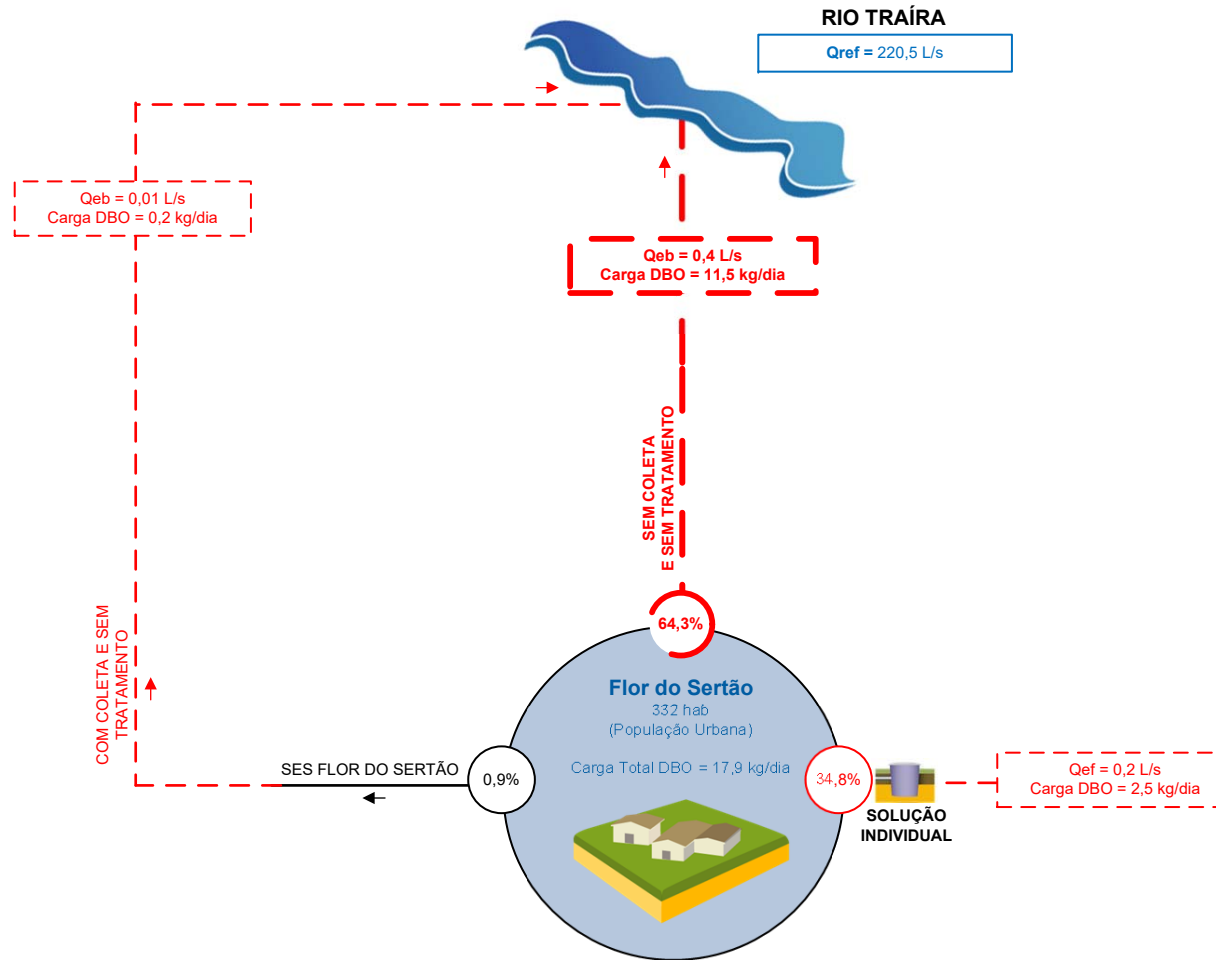 RIO TRAÍRA
Qref = 220,5 L/s
Qeb = 0,01 L/s
Carga DBO = 0,2 kg/dia
Qeb = 0,4 L/s
Carga DBO = 11,5 kg/dia
SEM COLETA
E SEM TRATAMENTO
COM COLETA E SEM
TRATAMENTO
64,3%
Flor do Sertão
332 hab
(População Urbana)
Carga Total DBO = 17,9 kg/dia
SES FLOR DO SERTÃO
0,9%
34,8%
SOLUÇÃO
INDIVIDUAL
Qef = 0,2 L/s
Carga DBO = 2,5 kg/dia